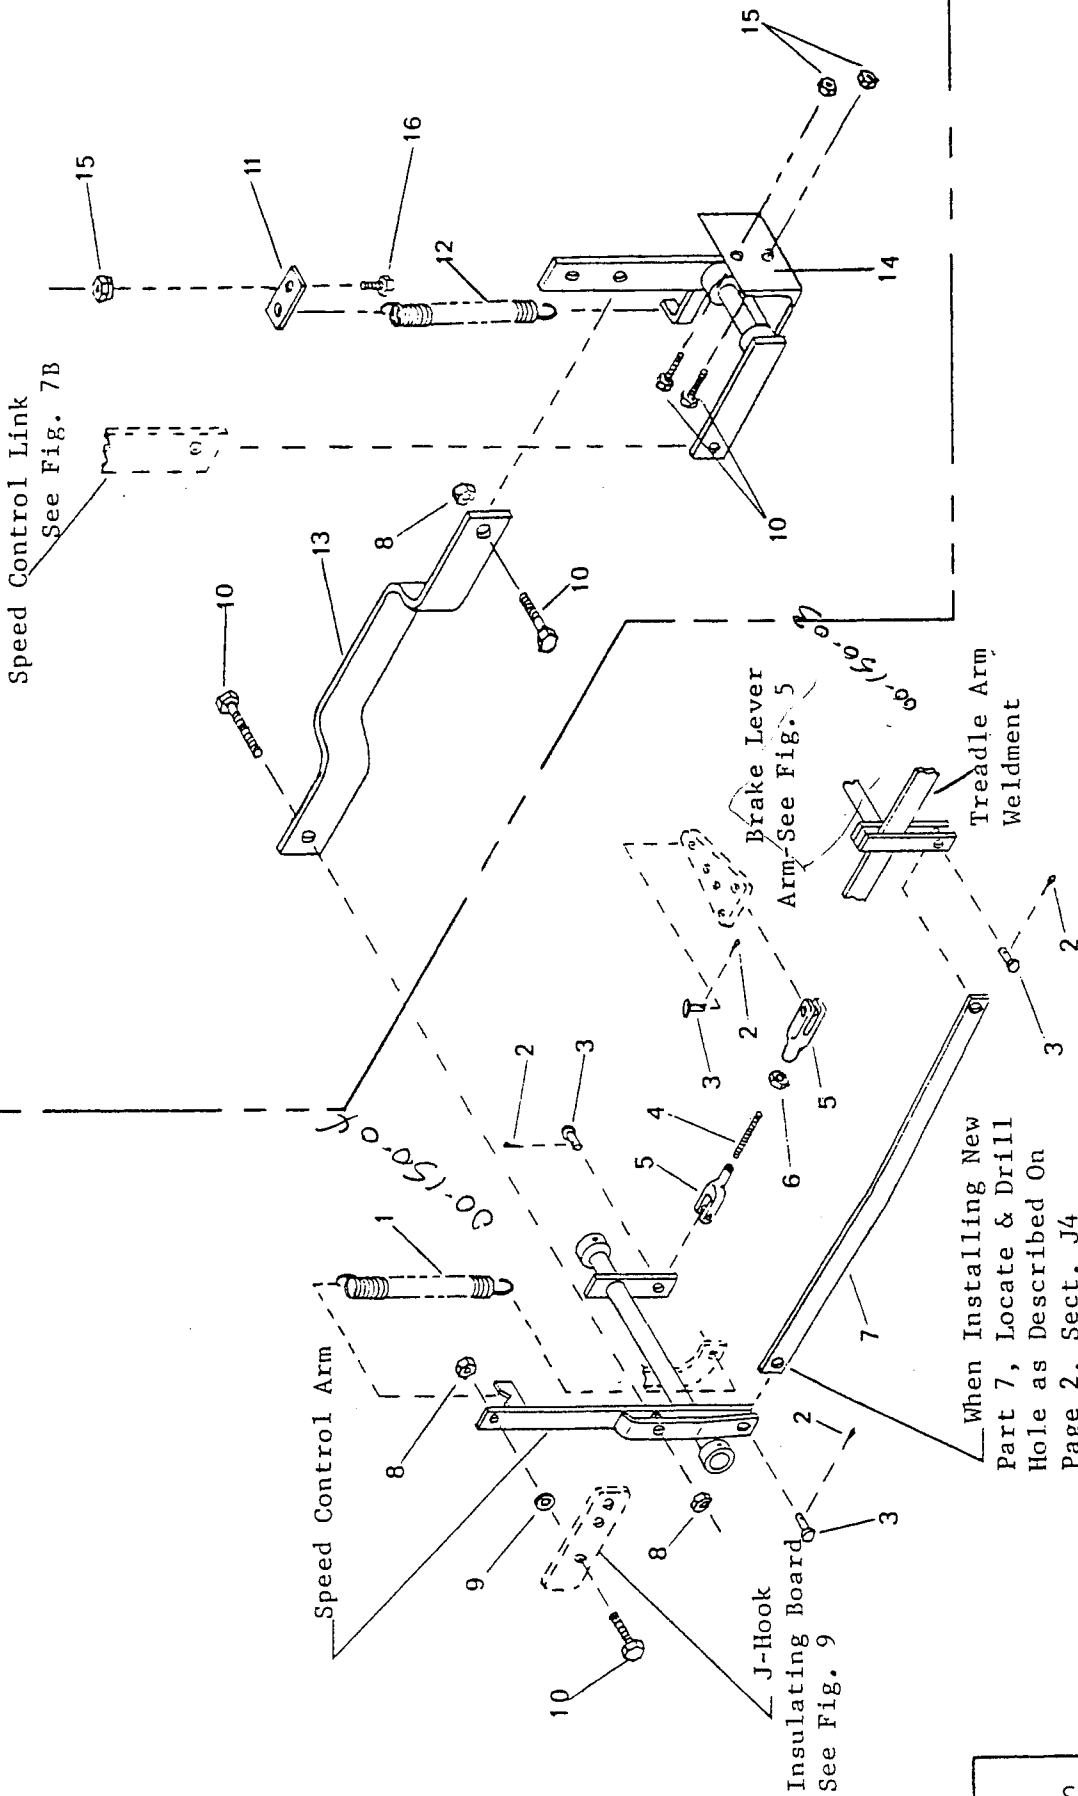 Speed Control Link
See Fig. 7B
15
11
16
12
15
14
10
10
13
8
10
Brake Lever
Arm-See Fig. 5
Treadle Arm
Weldment
2
3
2
3
5
6
4
5
2
3
1
7
When Installing New
Part 7, Locate & Drill
Hole as Described On
Page 2, Sect. J4
Speed Control Arm
8
9
10
8
2
3
J-Hook
Insulating Board
See Fig. 9